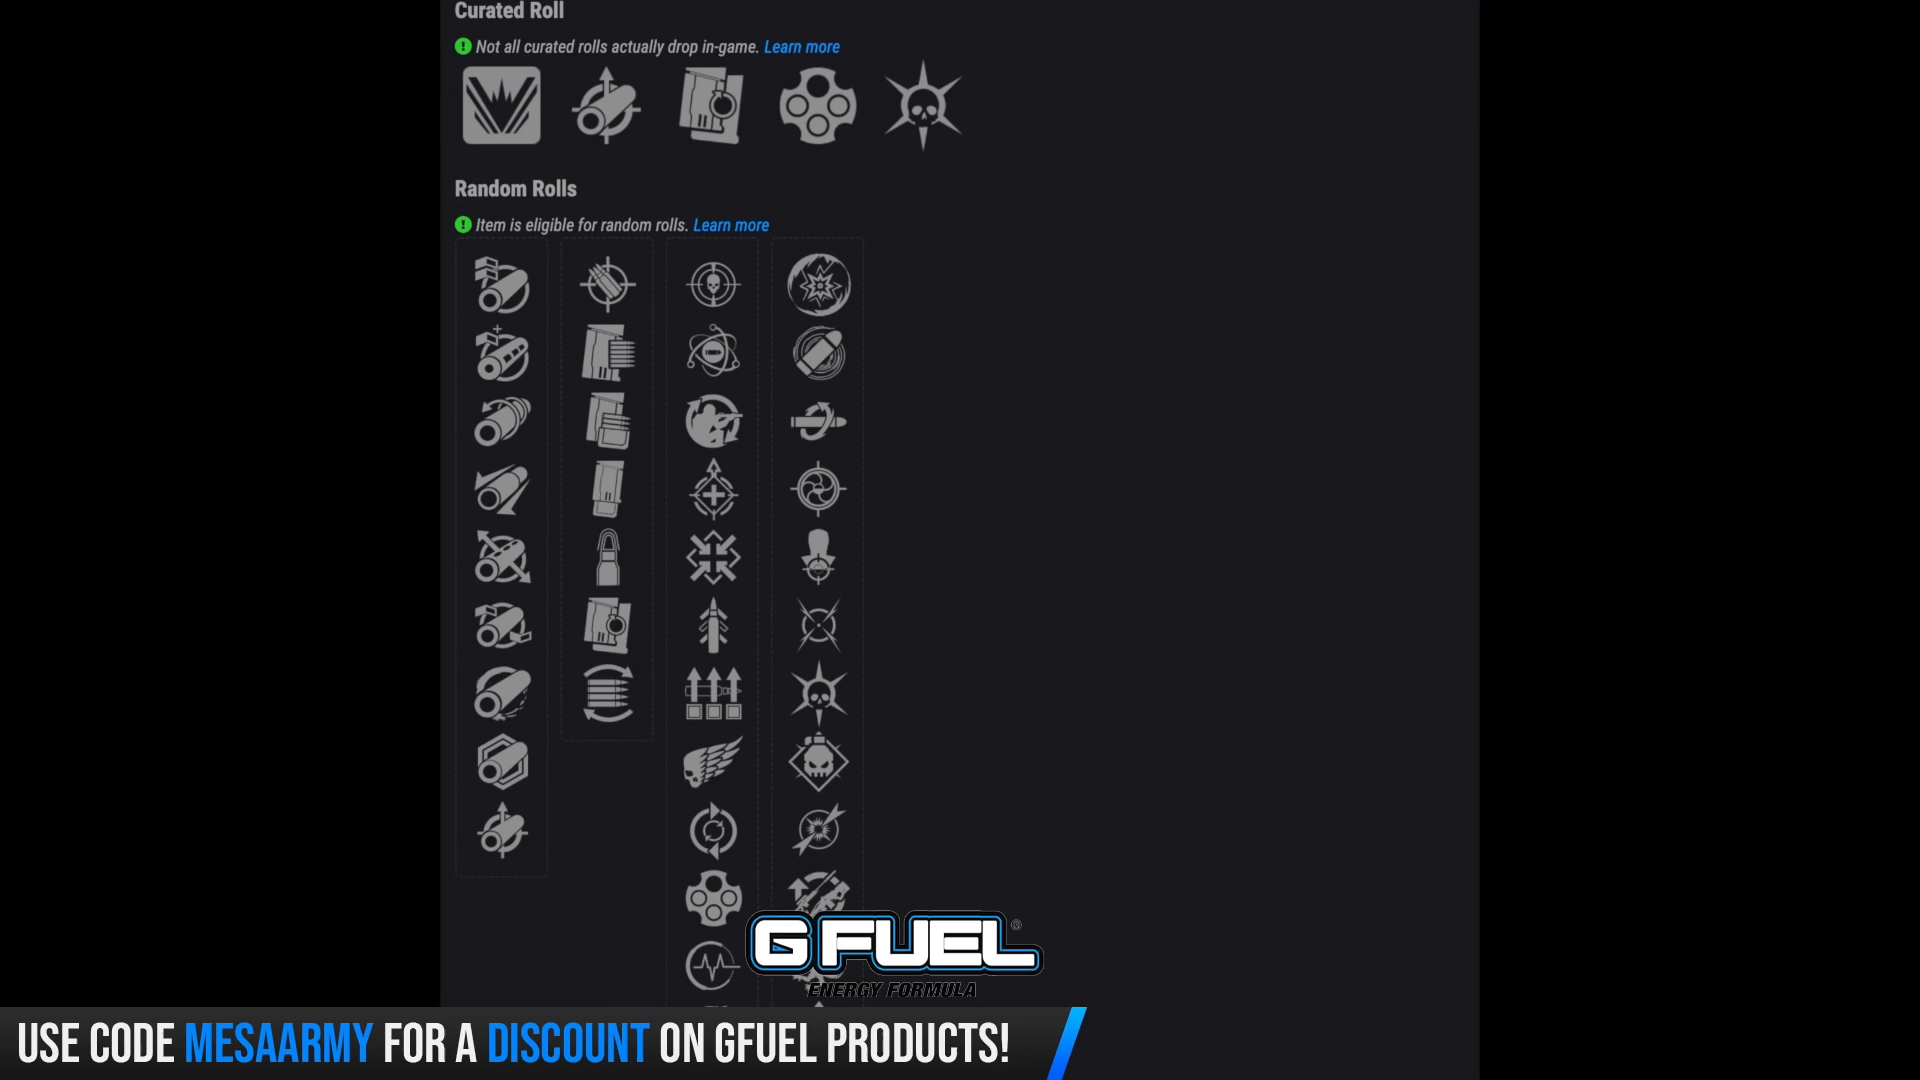 Curated Roll
Not all curated rolls actually drop in-game. Learn more
Random Rolls
Item is eligible for random rolls. Learn more
G FUEL ®
ENERGY FORMULA
USE CODE MESAARMY FOR A DISCOUNT ON GFUEL PRODUCTS!